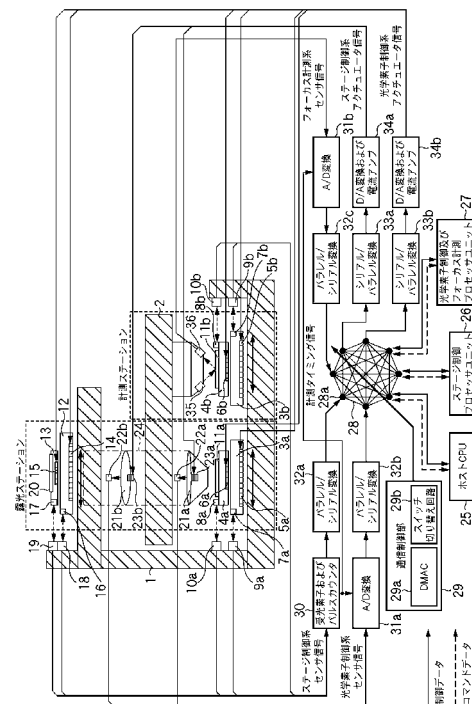 露光ステーション
計測ステーション
19
17
20
15
13
12
14
22b
21b
23b
24
18
16
1
21a
22a
23a
11a
8a
6a
4a
3a
5a
7a
10a
9a
2
35
36
4b
11b
8b
10b
6b
9b
7b
5b
3b
ステージ制御系
センサ信号
光学素子制御系
センサ信号
30
受光素子および
パルスカウンタ
A/D変換
31a
32a
パラレル/
シリアル変換
パラレル/
シリアル変換
32b
計測タイミング信号
28a
28
フォーカス計測系
センサ信号
ステージ制御系
アクチュエータ信号
光学素子制御系
アクチュエータ信号
A/D変換
31b
D/A変換および
電流アンプ
34a
D/A変換および
電流アンプ
34b
パラレル/
シリアル変換
32c
シリアル/
パラレル変換
33a
シリアル/
パラレル変換
33b
通信制御部
29a
29b
DMAC
スイッチ
切り替え回路
29
ホストCPU
25
ステージ制御
プロセッサユニット
26
光学素子制御及び
フォーカス計測
プロセッサユニット
27
制御データ
コマンドデータ